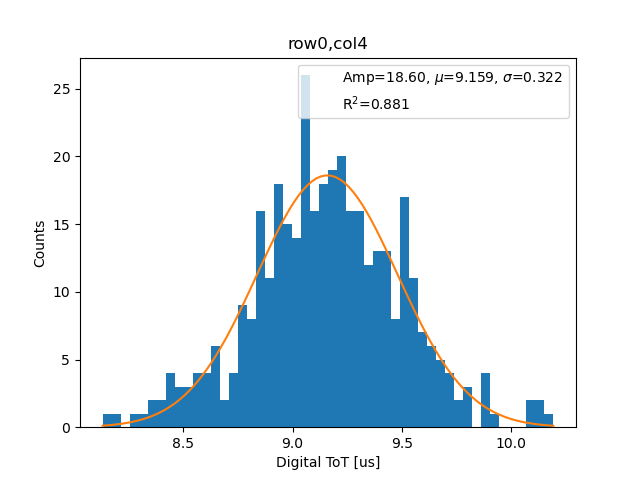 row0,col4
Amp=18.60, μ=9.159, σ=0.322
R²=0.881
25
20
15
10
5
0
Counts
8.5 9.0 9.5 10.0
Digital ToT [us]